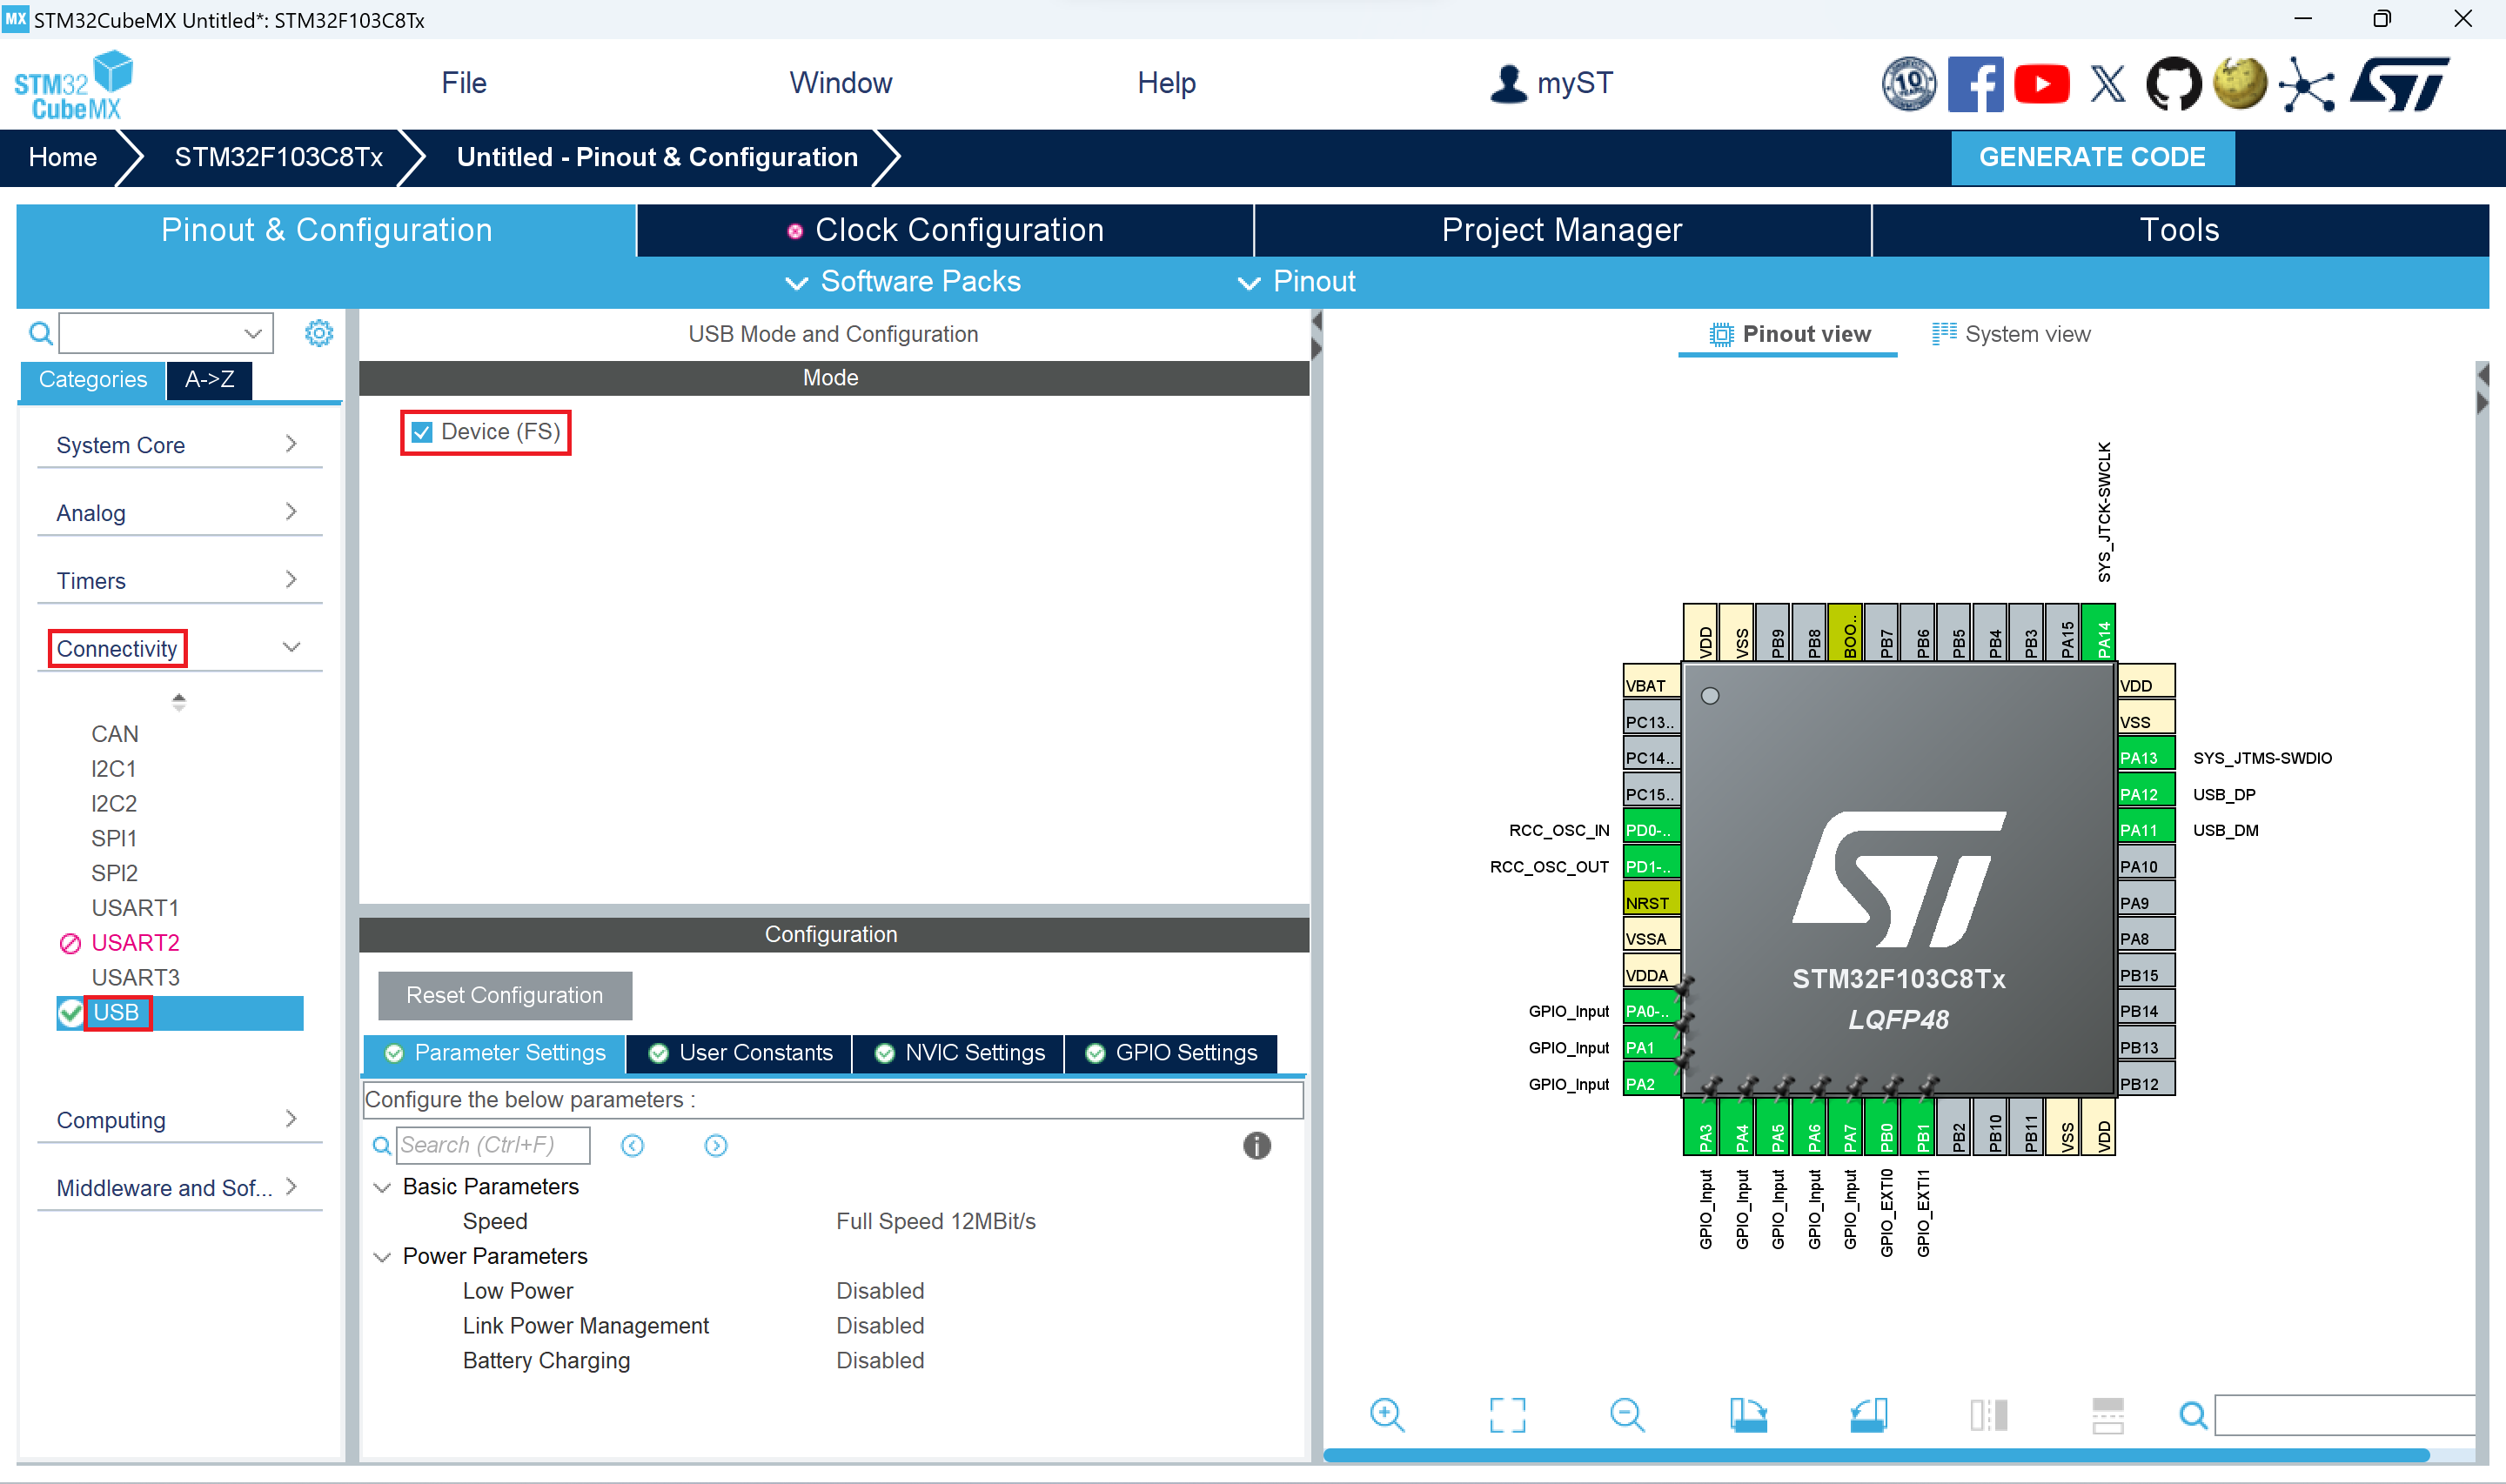 MX STM32CubeMX Untitled*: STM32F103C8Tx
STM32
CubeMX
File
Window
Help
myST
10
Home
STM32F103C8Tx
Untitled - Pinout & Configuration
GENERATE CODE
Pinout & Configuration
Clock Configuration
Project Manager
Tools
Software Packs
Pinout
Categories
A->Z
System Core
Analog
Timers
Connectivity
CAN
I2C1
I2C2
SPI1
SPI2
USART1
USART2
USART3
USB
Computing
Middleware and Sof...
USB Mode and Configuration
Mode
Device (FS)
Configuration
Reset Configuration
Parameter Settings
User Constants
NVIC Settings
GPIO Settings
Configure the below parameters :
Search (Ctrl+F)
Basic Parameters
Speed Full Speed 12MBit/s
Power Parameters
Low Power Disabled
Link Power Management Disabled
Battery Charging Disabled
Pinout view
System view
SYS_JTCK-SWCLK
VDD
VSS
PB9
PB8
BOO..
PB7
PB6
PB5
PB4
PB3
PA15
PA14
VBAT
PC13..
PC14..
PC15..
RCC_OSC_IN PD0-..
RCC_OSC_OUT PD1-..
NRST
VSSA
VDDA
GPIO_Input PA0-..
GPIO_Input PA1
GPIO_Input PA2
VDD
VSS
PA13 SYS_JTMS-SWDIO
PA12 USB_DP
PA11 USB_DM
PA10
PA9
PA8
PB15
PB14
PB13
PB12
ST
STM32F103C8Tx
LQFP48
PA3
PA4
PA5
PA6
PA7
PB0
PB1
PB2
PB10
PB11
VSS
VDD
GPIO_Input
GPIO_Input
GPIO_Input
GPIO_Input
GPIO_Input
GPIO_EXTI0
GPIO_EXTI1